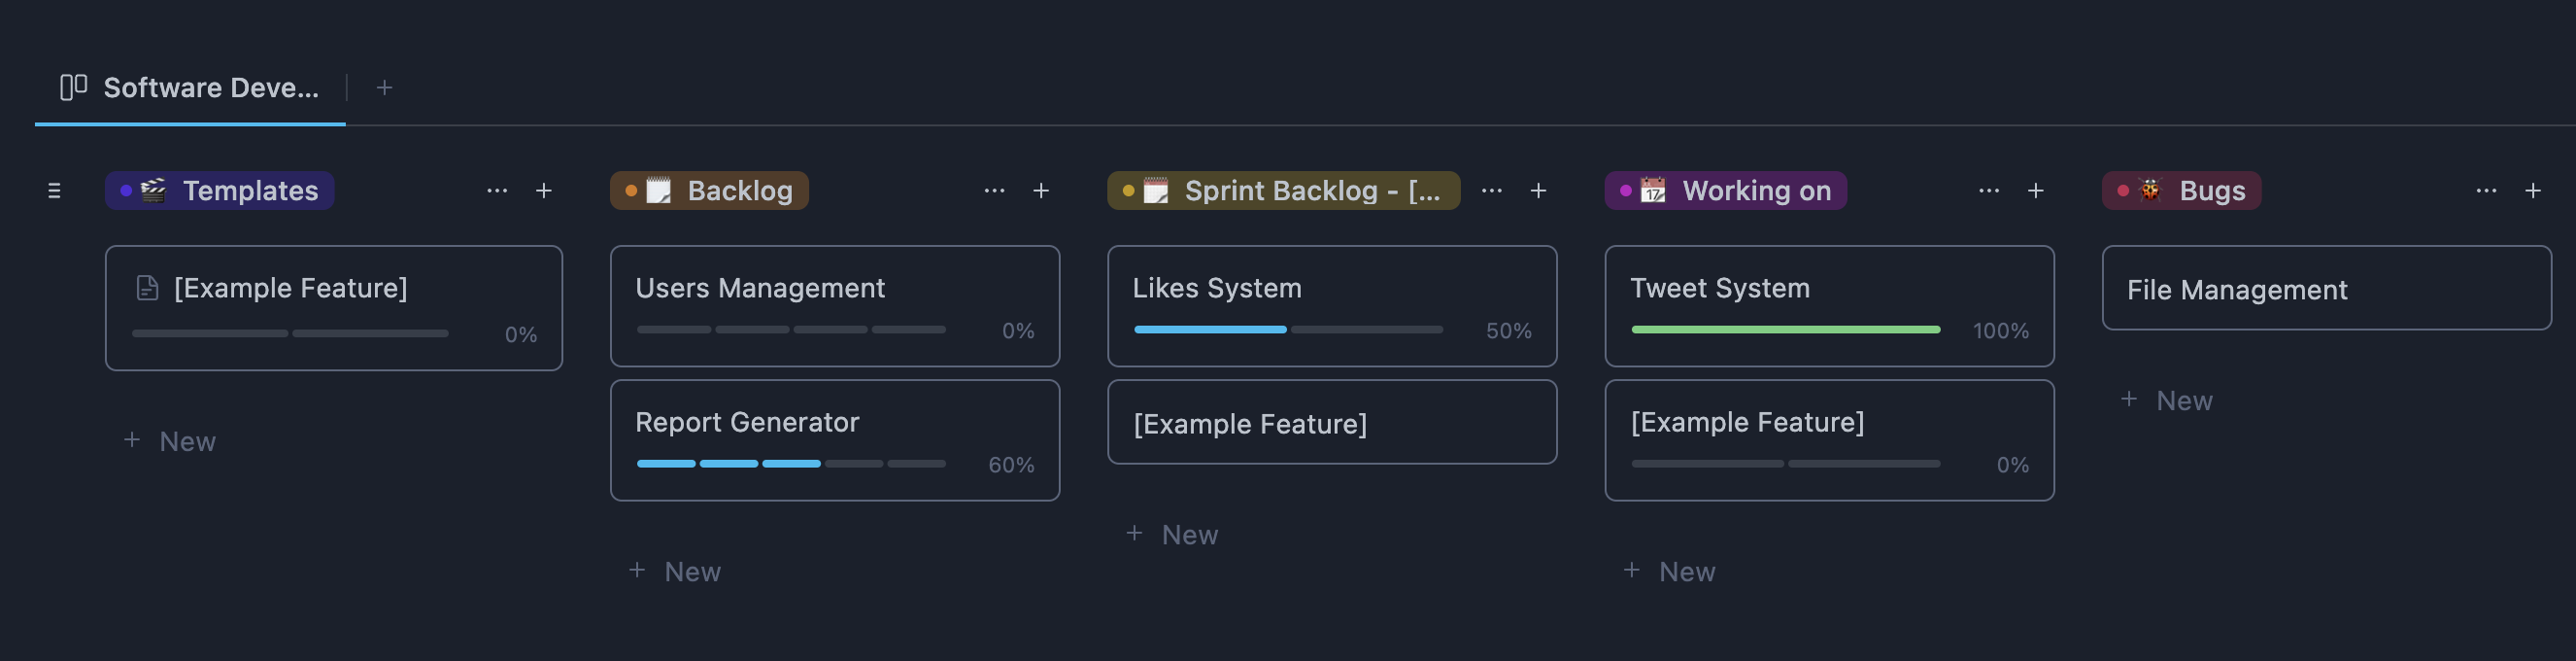 Software Deve...
Templates
[Example Feature]
0%
New
Backlog
Users Management
0%
Report Generator
60%
New
Sprint Backlog - [...
Likes System
50%
[Example Feature]
New
Working on
Tweet System
100%
[Example Feature]
0%
New
Bugs
File Management
New